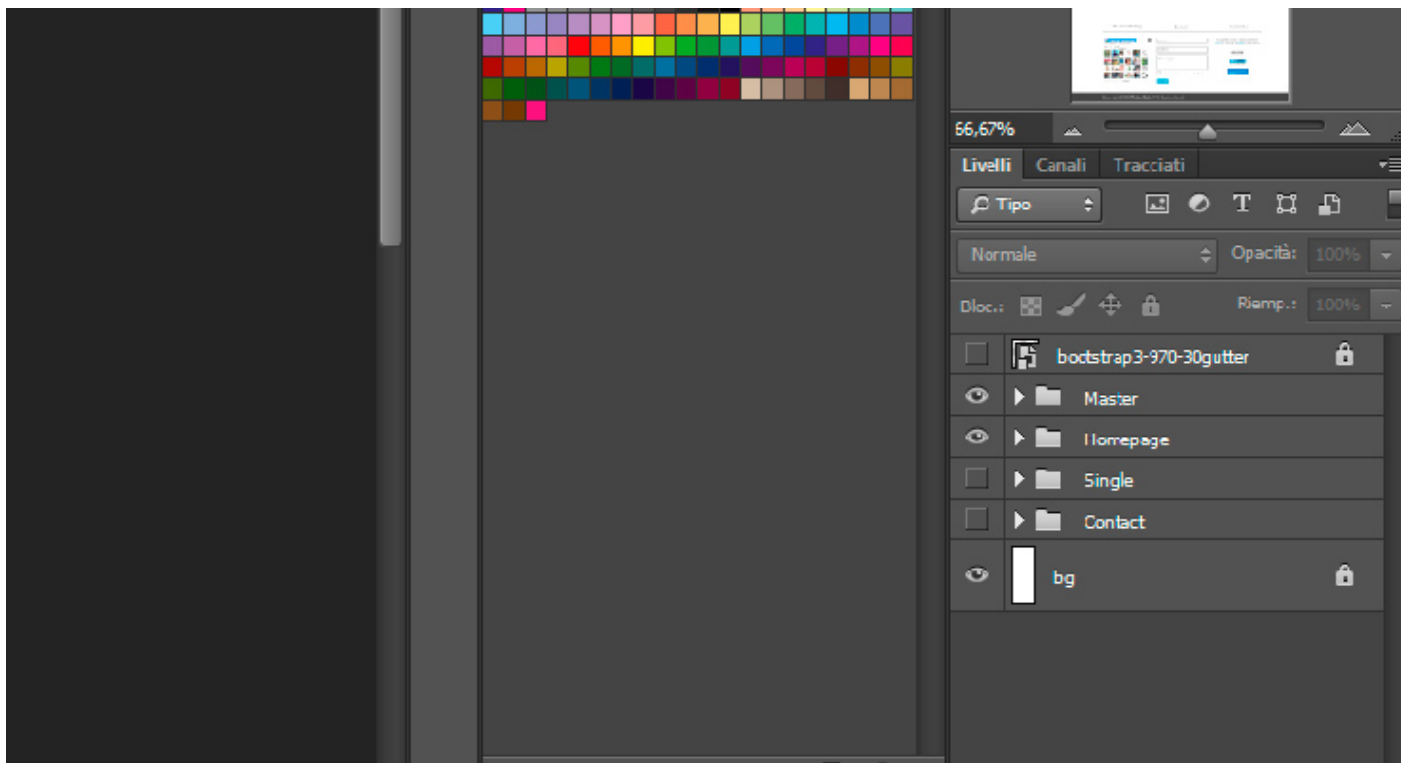 66,67%
Livelli Canali Tracciati
Tipo T
Normale Opacità: 100%
Bloc.: Riemp.: 100%
bootstrap3-970-30gutter
Master
Homepage
Single
Contact
bg